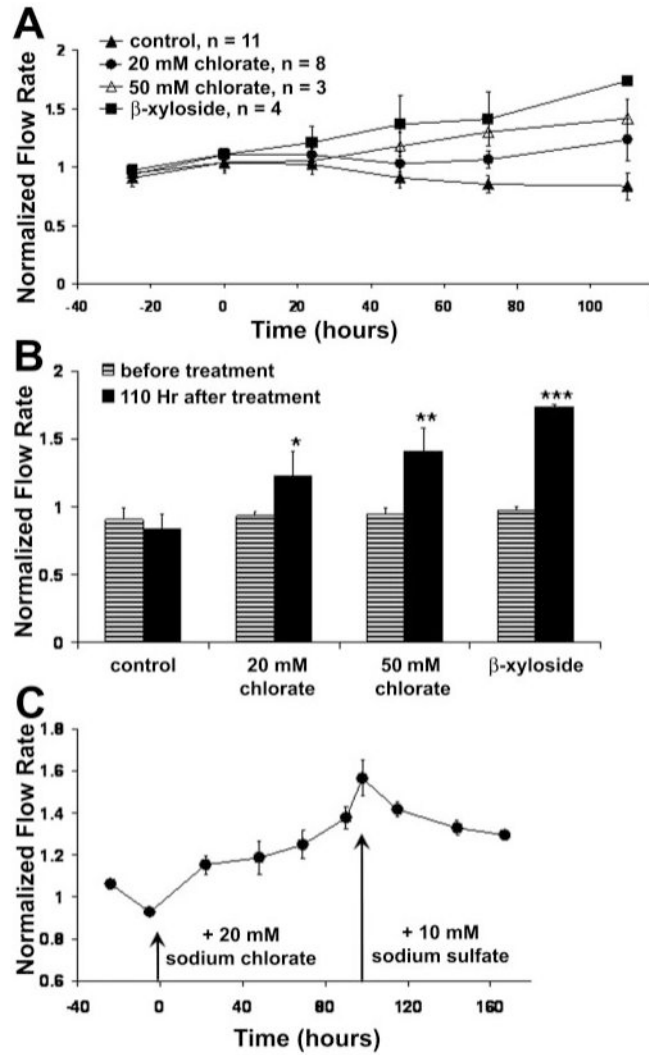 A
control, n = 11
20 mM chlorate, n = 8
50 mM chlorate, n = 3
β-xyloside, n = 4
Normalized Flow Rate
2
1.5
1
0.5
0
-40 -20 0 20 40 60 80 100
Time (hours)
B
before treatment
110 Hr after treatment
Normalized Flow Rate
2
1.5
1
0.5
0
* ** ***
control 20 mM chlorate 50 mM chlorate β-xyloside
C
Normalized Flow Rate
1.8
1.6
1.4
1.2
1
0.8
0.6
+ 20 mM
sodium chlorate
+ 10 mM
sodium sulfate
-40 0 40 80 120 160
Time (hours)